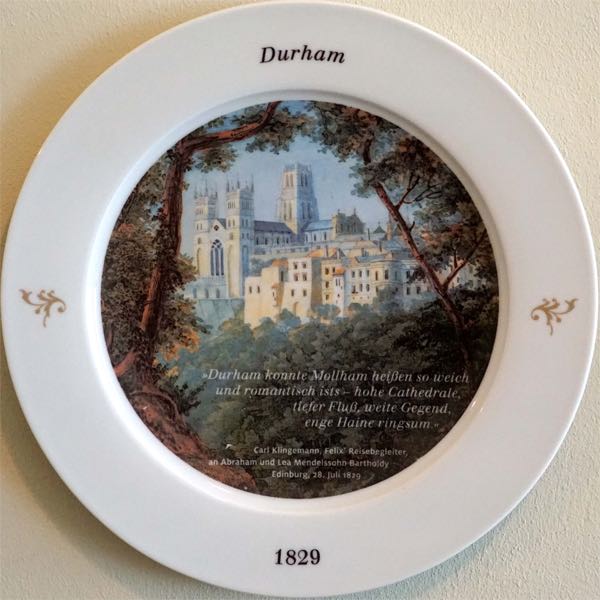 Durham
»Durham konnte Mollham heißen so weich
und romantisch ists – hohe Cathedrale,
tiefer Fluß, weite Gegend,
enge Haine ringsum.«
Carl Klingemann, Felix' Reisebegleiter,
an Abraham und Lea Mendelssohn Bartholdy
Edinburg, 28. Juli 1829
1829